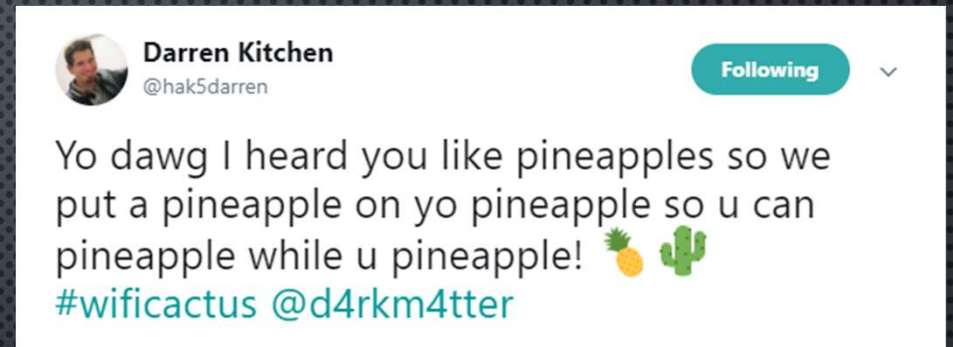 Darren Kitchen
@hak5darren
Following
Yo dawg I heard you like pineapples so we
put a pineapple on yo pineapple so u can
pineapple while u pineapple! 🍍 🌵
#wificactus @d4rkm4tter